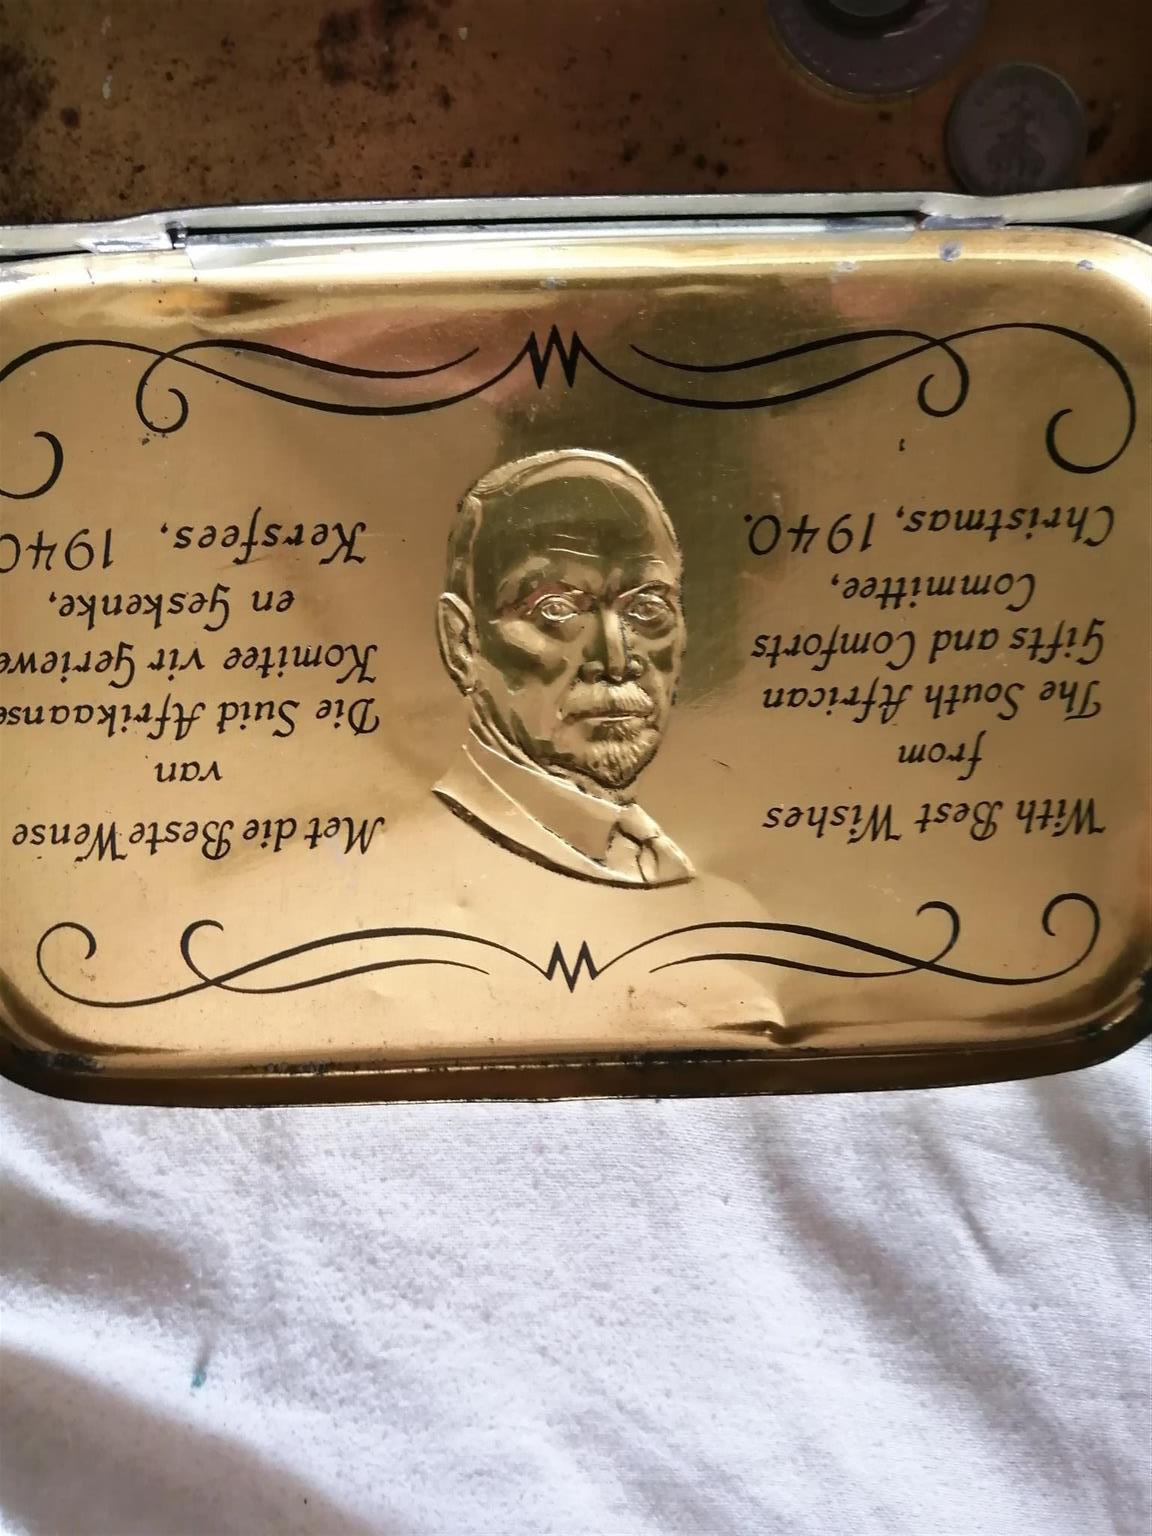 With Best Wishes
from
The South African
Gifts and Comforts
Committee,
Christmas, 1940.
Met die Beste Wense
van
Die Suid Afrikaanse
Komitee vir Geriewe
en Geskenke,
Kersfees, 1940